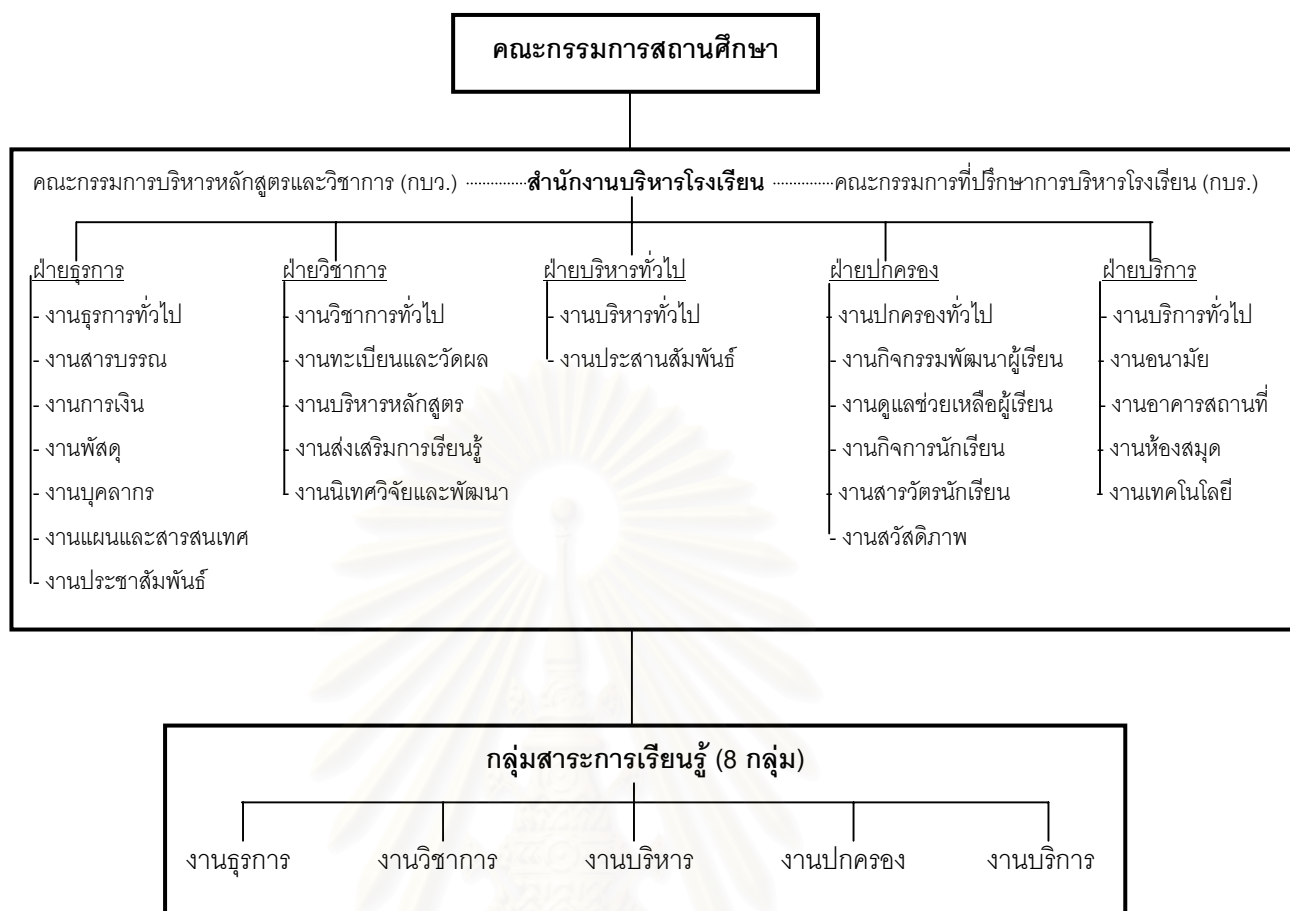 คณะกรรมการสถานศึกษา
คณะกรรมการบริหารหลักสูตรและวิชาการ (กบว.) ·············· สำนักงานบริหารโรงเรียน ·············· คณะกรรมการที่ปรึกษาการบริหารโรงเรียน (กบร.)
ฝ่ายธุรการ
- งานธุรการทั่วไป
- งานสารบรรณ
- งานการเงิน
- งานพัสดุ
- งานบุคลากร
- งานแผนและสารสนเทศ
- งานประชาสัมพันธ์
ฝ่ายวิชาการ
- งานวิชาการทั่วไป
- งานทะเบียนและวัดผล
- งานบริหารหลักสูตร
- งานส่งเสริมการเรียนรู้
- งานนิเทศวิจัยและพัฒนา
ฝ่ายบริหารทั่วไป
- งานบริหารทั่วไป
- งานประสานสัมพันธ์
ฝ่ายปกครอง
- งานปกครองทั่วไป
- งานกิจกรรมพัฒนาผู้เรียน
- งานดูแลช่วยเหลือผู้เรียน
- งานกิจการนักเรียน
- งานสารวัตรนักเรียน
- งานสวัสดิภาพ
ฝ่ายบริการ
- งานบริการทั่วไป
- งานอนามัย
- งานอาคารสถานที่
- งานห้องสมุด
- งานเทคโนโลยี
กลุ่มสาระการเรียนรู้ (8 กลุ่ม)
งานธุรการ งานวิชาการ งานบริหาร งานปกครอง งานบริการ